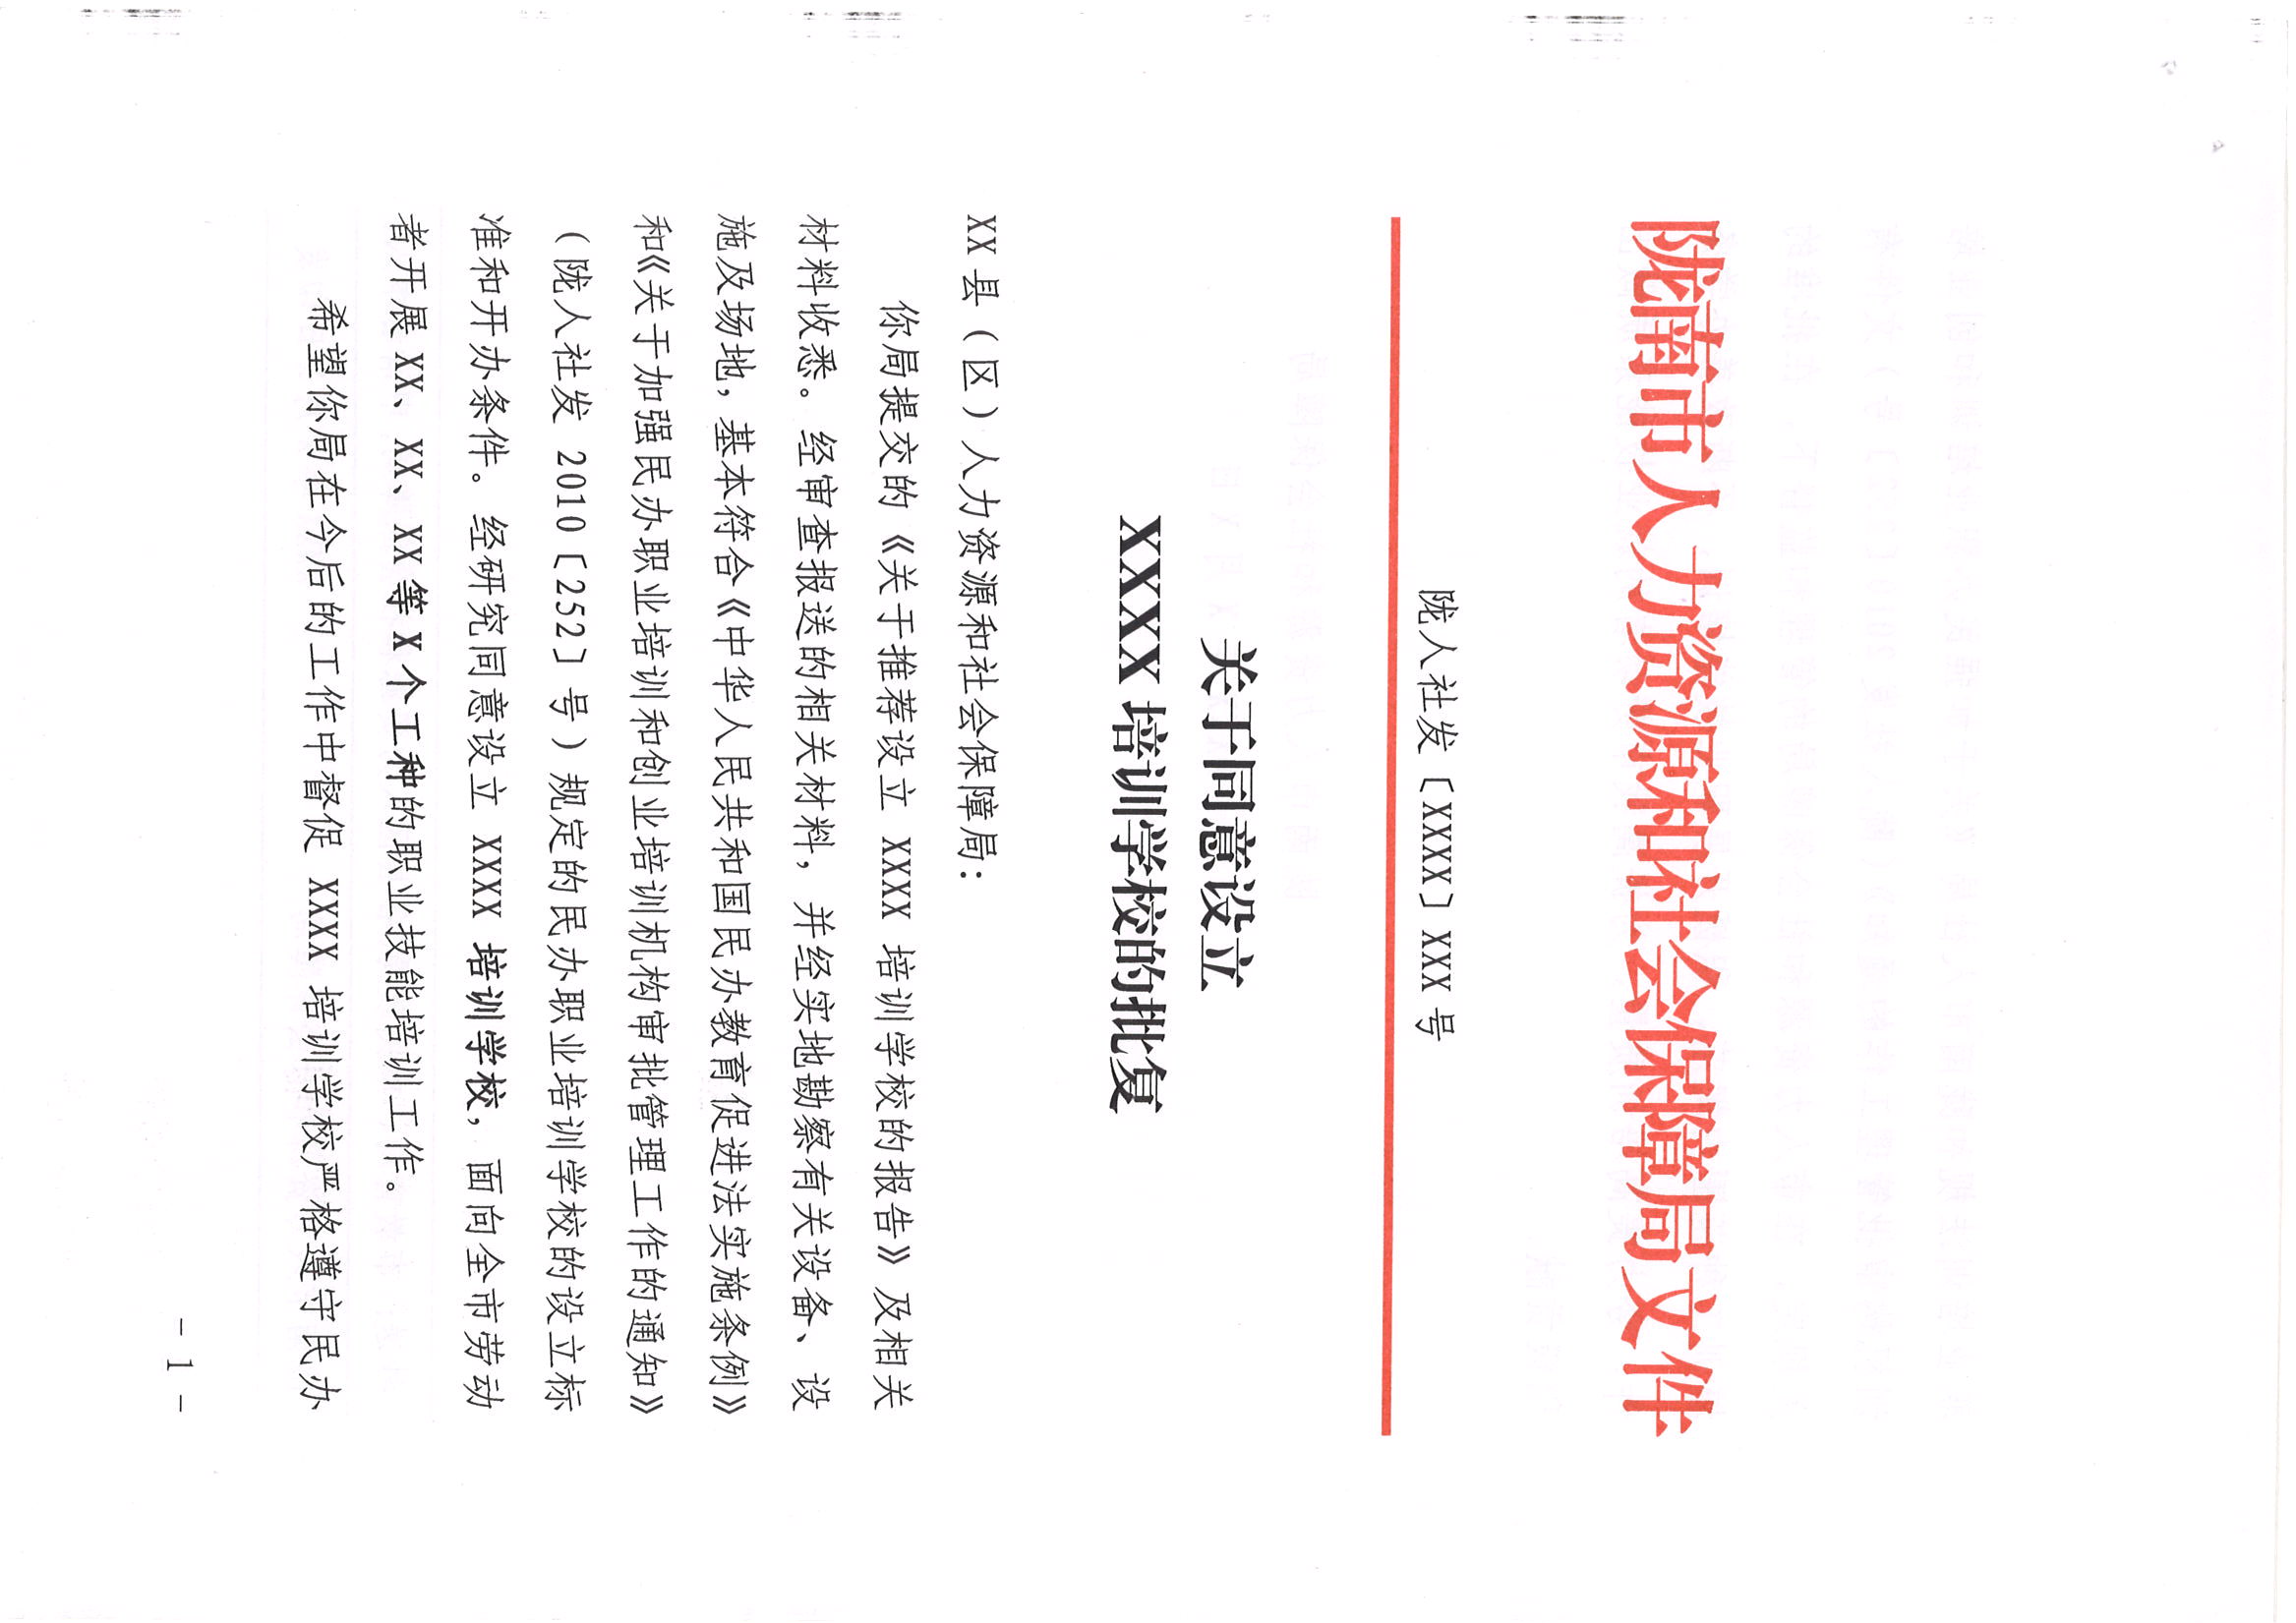 陇南市人力资源和社会保障局文件
陇人社发〔XXXX〕XXX 号
关于同意设立
XXXX 培训学校的批复
XX 县（区）人力资源和社会保障局：
你局提交的《关于推荐设立 XXXX 培训学校的报告》及相关
材料收悉。经审查报送的相关材料，并经实地勘察有关设备、设
施及场地，基本符合《中华人民共和国民办教育促进法实施条例》
和《关于加强民办职业培训和创业培训机构审批管理工作的通知》
（陇人社发 2010〔252〕号）规定的民办职业培训学校的设立标
准和开办条件。经研究同意设立 XXXX 培训学校，面向全市劳动
者开展 XX、XX、XX 等 X 个工种的职业技能培训工作。
希望你局在今后的工作中督促 XXXX 培训学校严格遵守民办
- 1 -